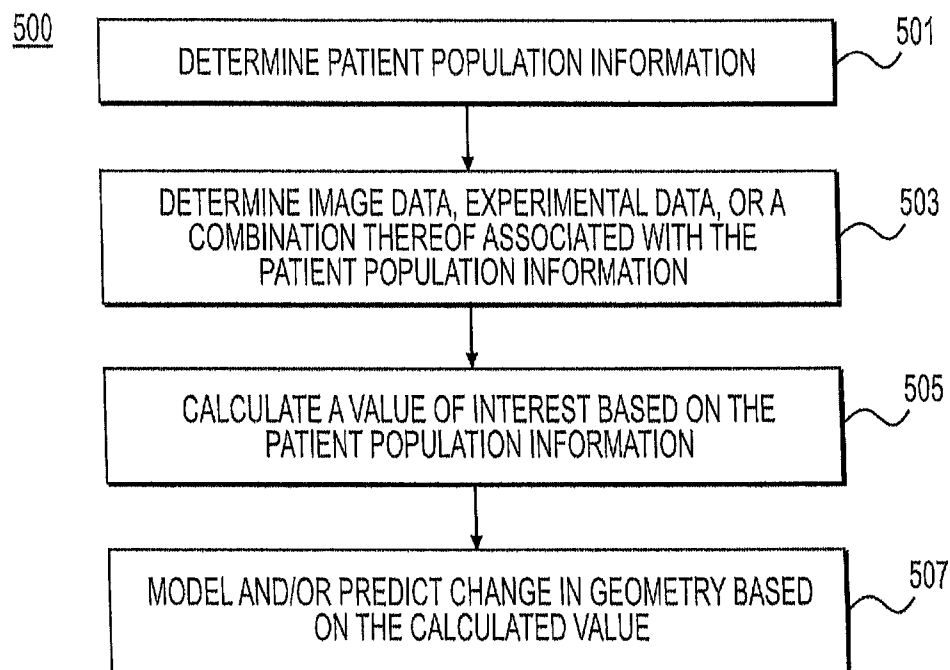 500
DETERMINE PATIENT POPULATION INFORMATION
501
DETERMINE IMAGE DATA, EXPERIMENTAL DATA, OR A
COMBINATION THEREOF ASSOCIATED WITH THE
PATIENT POPULATION INFORMATION
503
CALCULATE A VALUE OF INTEREST BASED ON THE
PATIENT POPULATION INFORMATION
505
MODEL AND/OR PREDICT CHANGE IN GEOMETRY BASED
ON THE CALCULATED VALUE
507